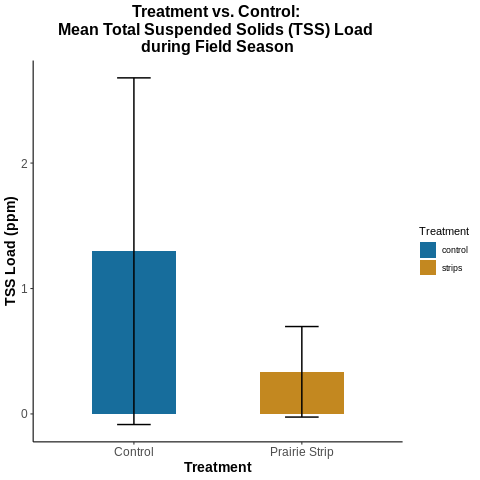 Treatment vs. Control:
Mean Total Suspended Solids (TSS) Load
during Field Season
TSS Load (ppm)
2
1
0
Control
Prairie Strip
Treatment
Treatment
control
strips